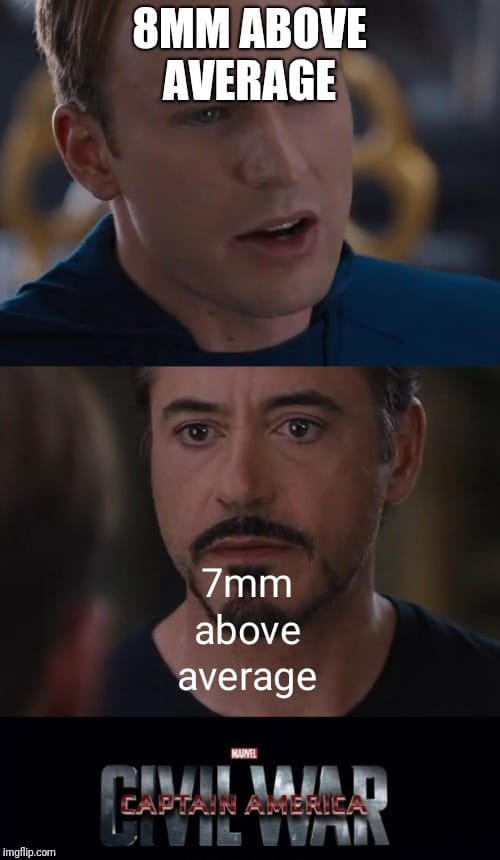 8MM ABOVE
AVERAGE
7mm
above
average
MARVEL
CIVIL WAR
CAPTAIN AMERICA
imgflip.com